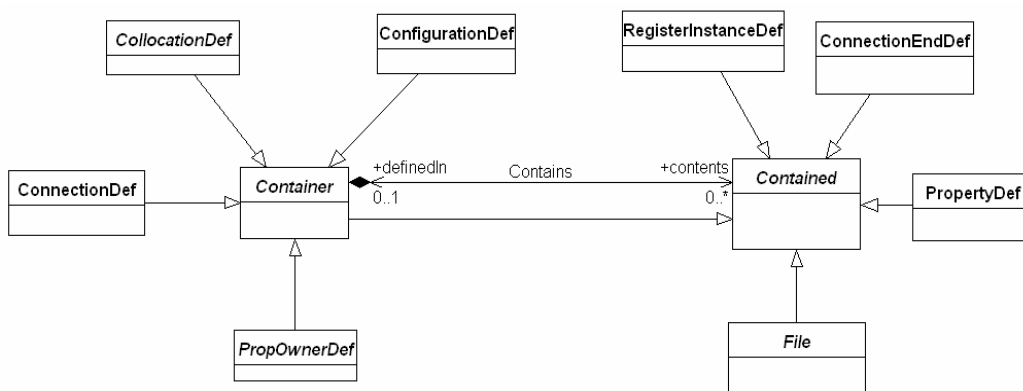 CollocationDef
ConfigurationDef
RegisterInstanceDef
ConnectionEndDef
+definedIn
Contains
+contents
Container
Contained
ConnectionDef
PropertyDef
0..1
0..*
PropOwnerDef
File